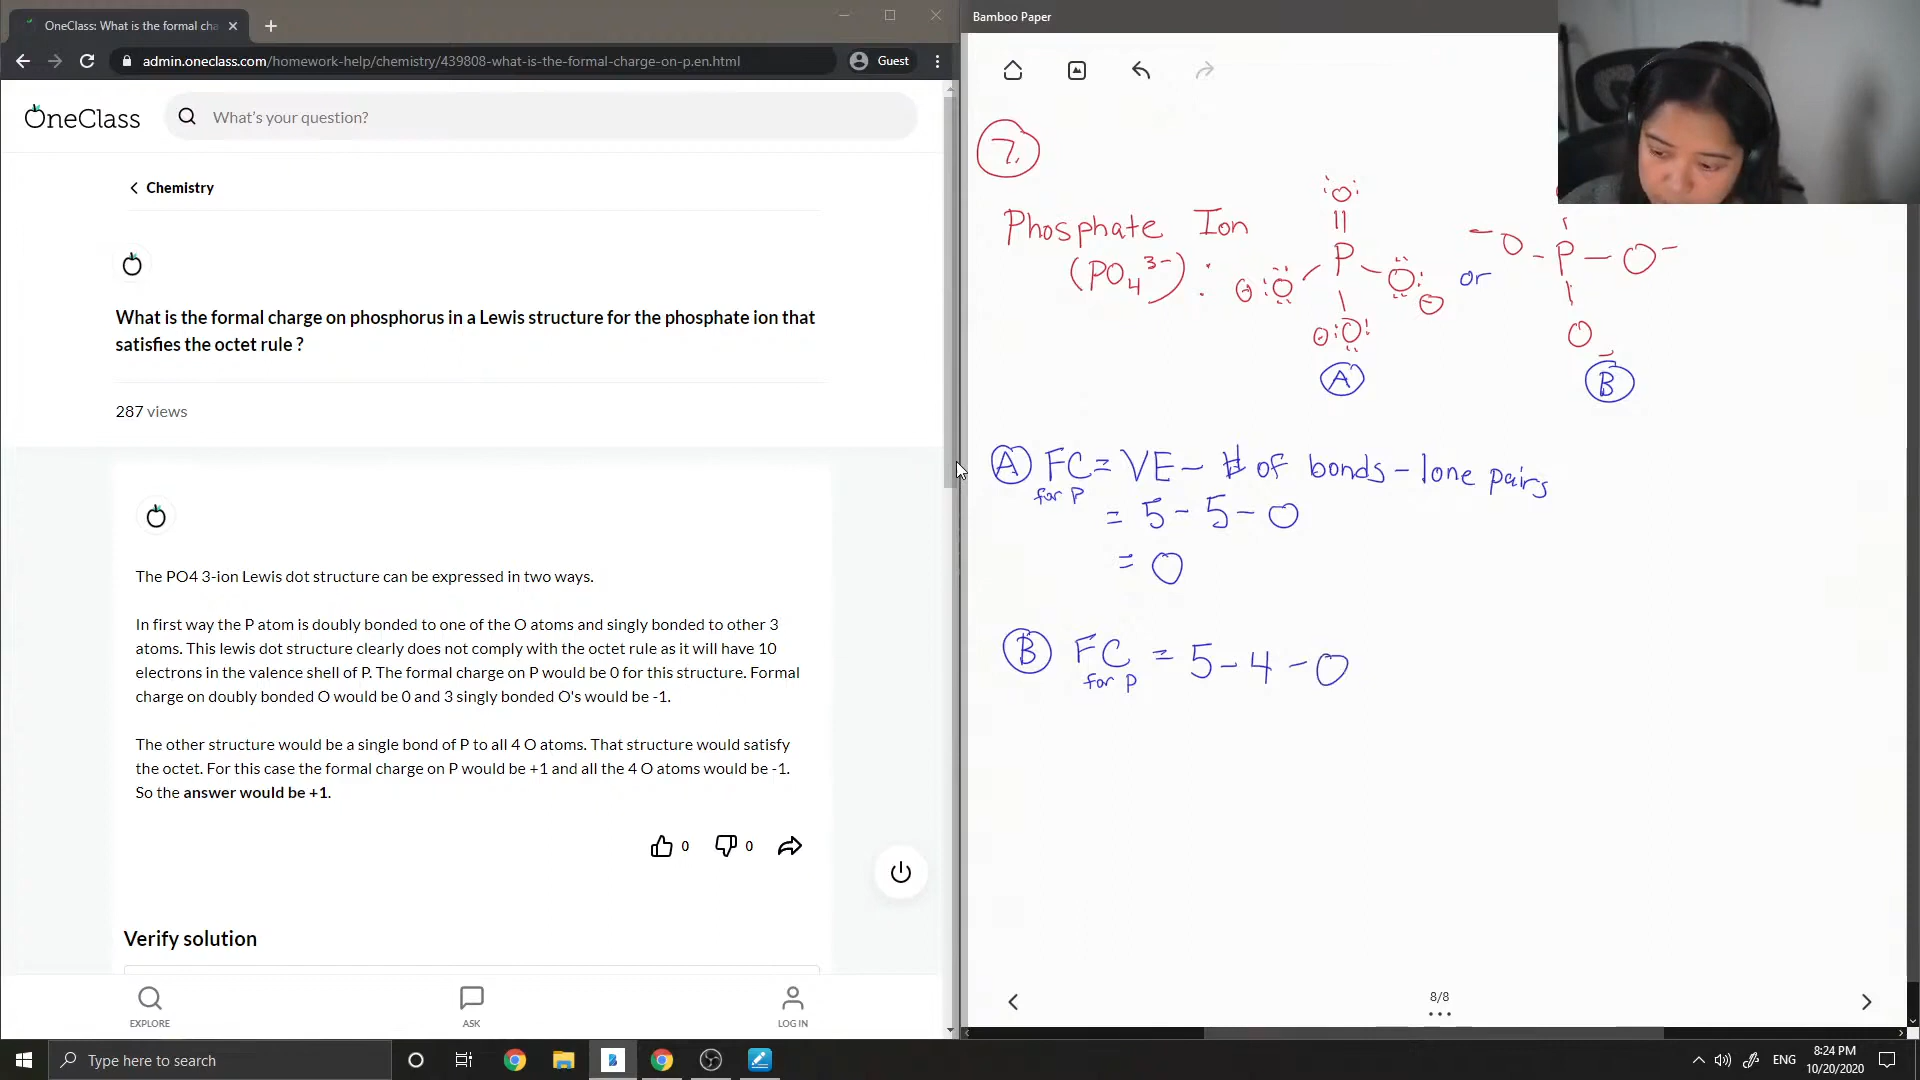 OneClass: What is the formal cha
admin.oneclass.com/homework-help/chemistry/439808-what-is-the-formal-charge-on-p.en.html
Guest
OneClass
What's your question?
Chemistry
What is the formal charge on phosphorus in a Lewis structure for the phosphate ion that
satisfies the octet rule ?
287 views
The PO4 3-ion Lewis dot structure can be expressed in two ways.
In first way the P atom is doubly bonded to one of the O atoms and singly bonded to other 3
atoms. This lewis dot structure clearly does not comply with the octet rule as it will have 10
electrons in the valence shell of P. The formal charge on P would be 0 for this structure. Formal
charge on doubly bonded O would be 0 and 3 singly bonded O's would be -1.
The other structure would be a single bond of P to all 4 O atoms. That structure would satisfy
the octet. For this case the formal charge on P would be +1 and all the 4 O atoms would be -1.
So the answer would be +1.
0 0
Verify solution
EXPLORE ASK LOG IN
Bamboo Paper
7.
Phosphate Ion
(PO₄³⁻) :
O
P
O O
O
A
or
O P O
O
B
A FC = VE - # of bonds - lone pairs
for P
= 5 - 5 - 0
= 0
B FC = 5 - 4 - 0
for P
8/8
Type here to search
ENG
8:24 PM
10/20/2020